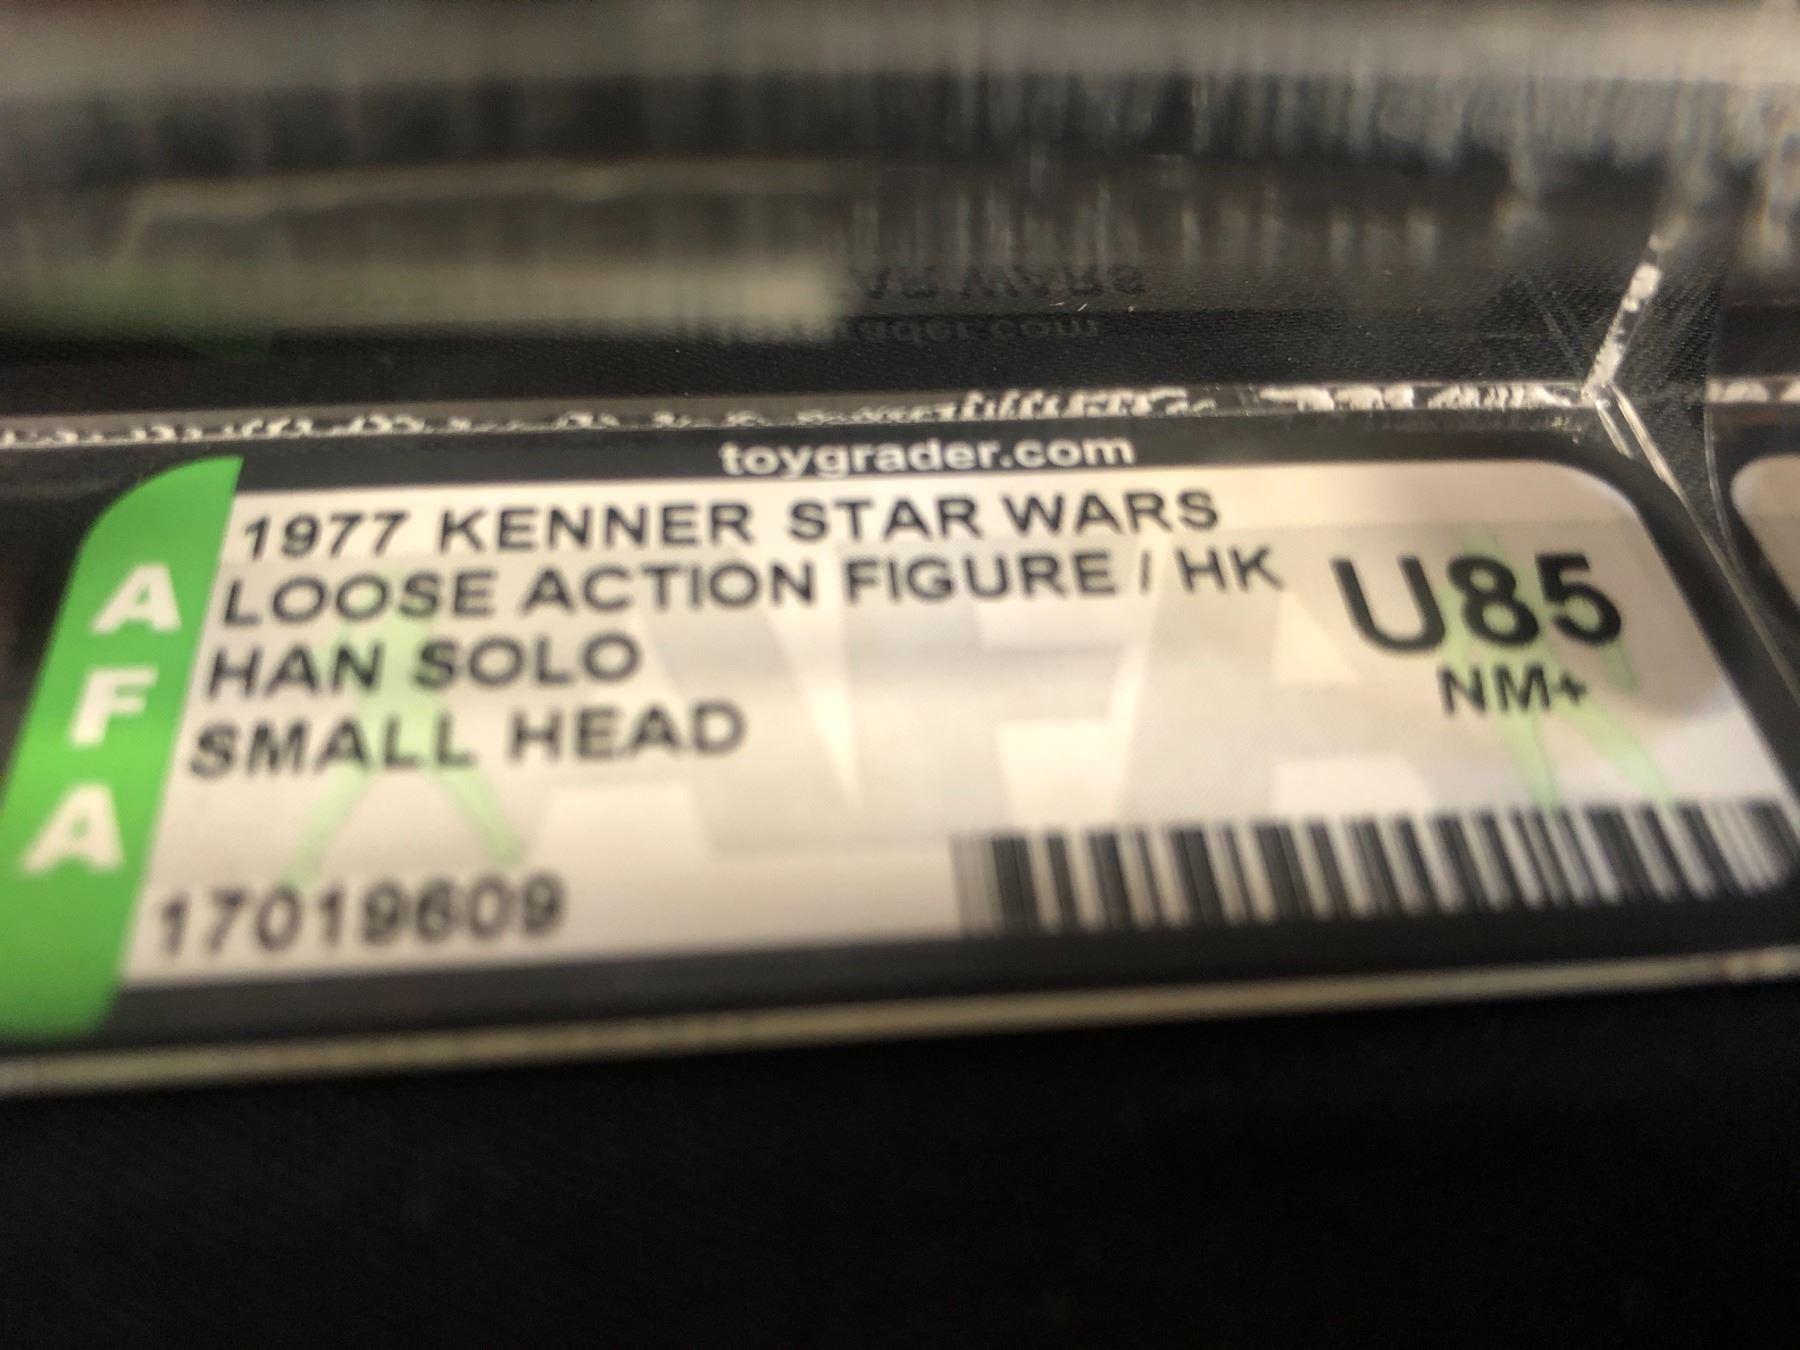 toygrader.com
1977 KENNER STAR WARS
LOOSE ACTION FIGURE / HK
HAN SOLO
SMALL HEAD
U85
NM+
17019609
AFA